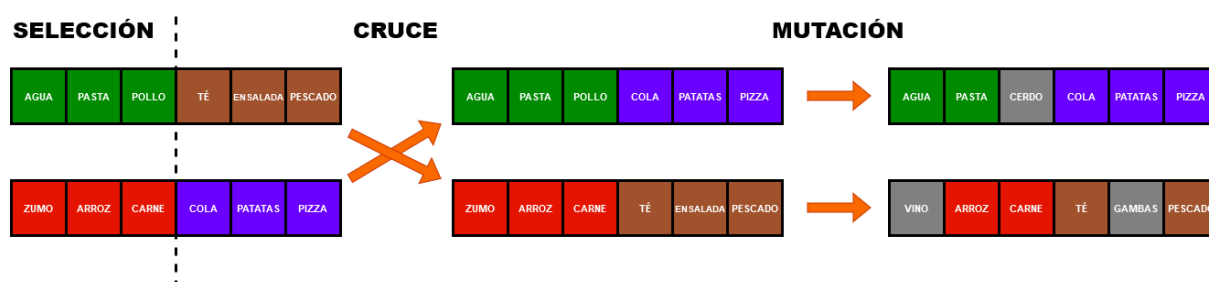 SELECCIÓN CRUCE MUTACIÓN
AGUA PASTA POLLO TÉ ENSALADA PESCADO AGUA PASTA POLLO COLA PATATAS PIZZA AGUA PASTA CERDO COLA PATATAS PIZZA
ZUMO ARROZ CARNE COLA PATATAS PIZZA ZUMO ARROZ CARNE TÉ ENSALADA PESCADO VINO ARROZ CARNE TÉ GAMBAS PESCADO